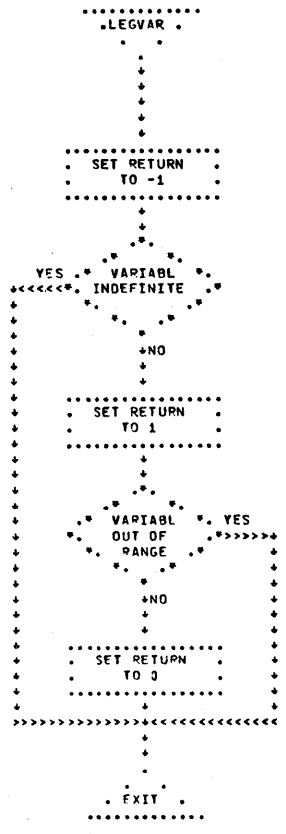 LEGVAR
SET RETURN
TO -1
YES
VARIABL
INDEFINITE
NO
SET RETURN
TO 1
VARIABL
YES
OUT OF
RANGE
NO
SET RETURN
TO 0
EXIT